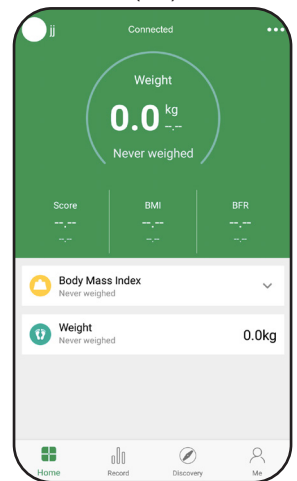 jj
Connected
Weight
0.0 kg
--.--
Never weighed
Score BMI BFR
--.-- --.-- --.--
--.-- --.-- --.--
Body Mass Index
Never weighed
Weight
Never weighed
0.0kg
Home Record Discovery Me